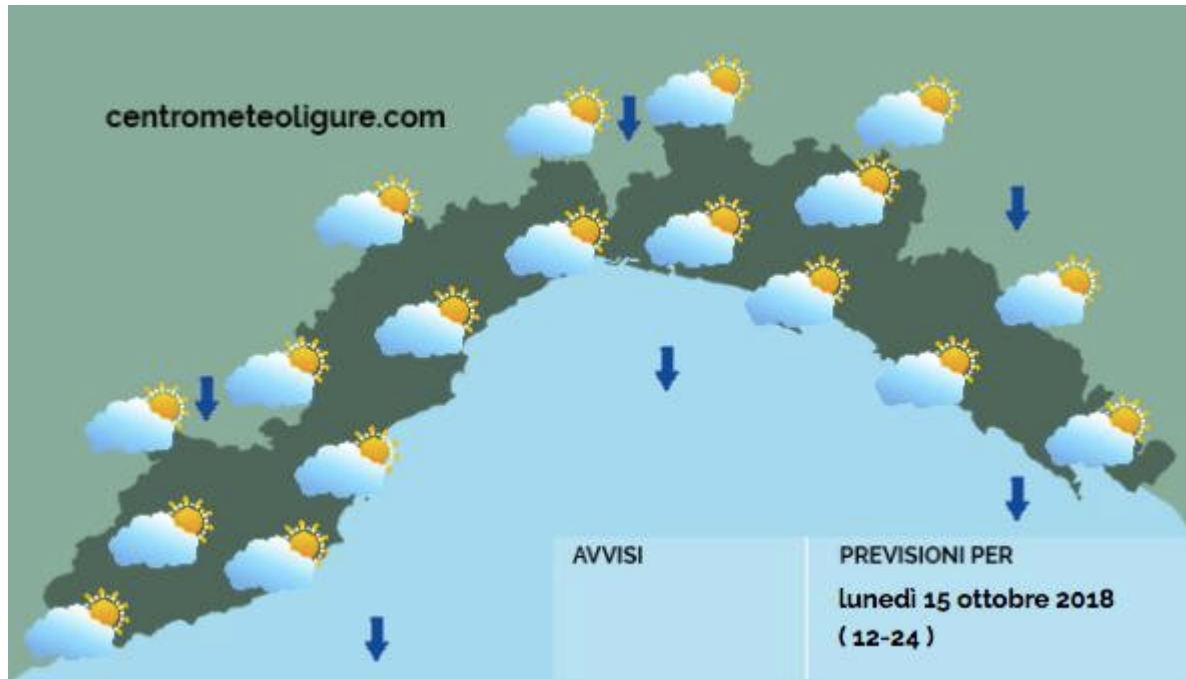 centrometeoligure.com
AVVISI
PREVISIONI PER
lunedì 15 ottobre 2018
( 12-24 )